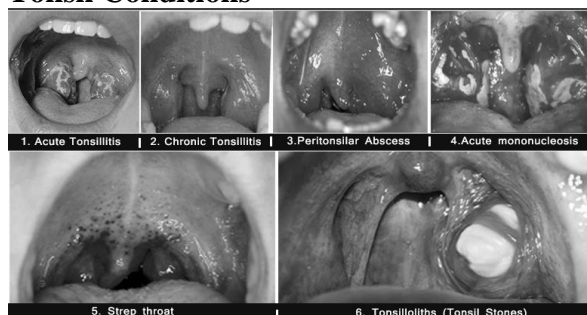 Tonsil Conditions
1. Acute Tonsillitis
2. Chronic Tonsillitis
3.Peritonsilar Abscess
4.Acute mononucleosis
5. Strep throat
6. Tonsilloliths (Tonsil Stones)